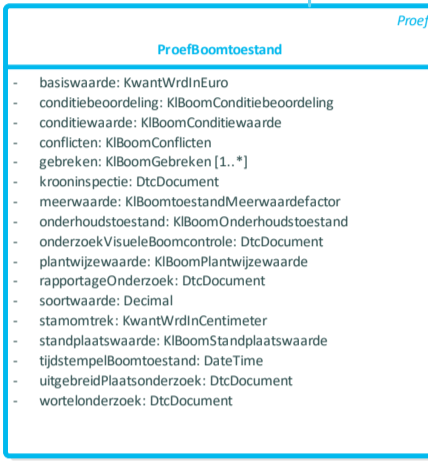 Proef
ProefBoomtoestand
- basiswaarde: KwantWrdInEuro
- conditiebeoordeling: KlBoomConditiebeoordeling
- conditiewaarde: KlBoomConditiewaarde
- conflicten: KlBoomConflicten
- gebreken: KlBoomGebreken [1..*]
- krooninspectie: DtcDocument
- meerwaarde: KlBoomtoestandMeerwaardefactor
- onderhoudstoestand: KlBoomOnderhoudstoestand
- onderzoekVisueleBoomcontrole: DtcDocument
- plantwijzewaarde: KlBoomPlantwijzewaarde
- rapportageOnderzoek: DtcDocument
- soortwaarde: Decimal
- stamomtrek: KwantWrdInCentimeter
- standplaatswaarde: KlBoomStandplaatswaarde
- tijdstempelBoomtoestand: DateTime
- uitgebreidPlaatsonderzoek: DtcDocument
- wortelonderzoek: DtcDocument